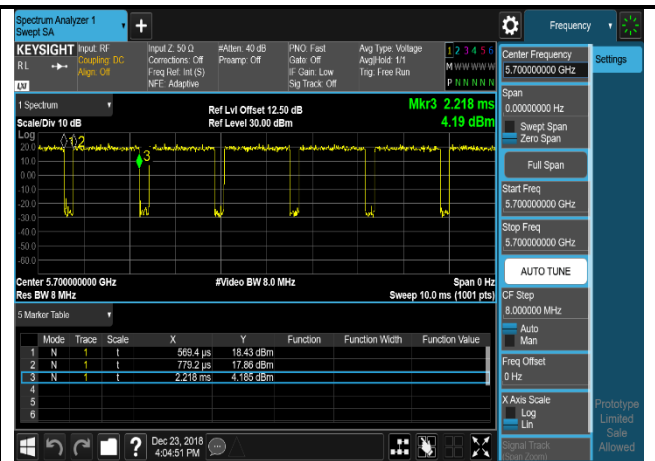 Spectrum Analyzer 1
Swept SA
Frequency
KEYSIGHT
RL
LXI
Input: RF
Coupling: DC
Align: Off
Input Z: 50 Ω
Corrections: Off
Freq Ref: Int (S)
NFE: Adaptive
#Atten: 40 dB
Preamp: Off
PNO: Fast
Gate: Off
IF Gain: Low
Sig Track: Off
Avg Type: Voltage
Avg|Hold: 1/1
Trig: Free Run
1 2 3 4 5 6
M W W W W W
P N N N N N
Center Frequency
5.700000000 GHz
Settings
Span
0.00000000 Hz
Swept Span
Zero Span
Full Span
Start Freq
5.700000000 GHz
Stop Freq
5.700000000 GHz
AUTO TUNE
CF Step
8.000000 MHz
Auto
Man
Freq Offset
0 Hz
X Axis Scale
Log
Lin
Signal Track
(Span Zoom)
Prototype
Limited
Sale
Allowed
1 Spectrum
Scale/Div 10 dB
Ref Lvl Offset 12.50 dB
Ref Level 30.00 dBm
Mkr3 2.218 ms
4.19 dBm
Log
20.0
10.0
0.00
-10.0
-20.0
-30.0
-40.0
-50.0
-60.0
1
2
3
Center 5.700000000 GHz
Res BW 8 MHz
#Video BW 8.0 MHz
Span 0 Hz
Sweep 10.0 ms (1001 pts)
5 Marker Table
Mode Trace Scale X Y Function Function Width Function Value
1 N 1 t 569.4 µs 18.43 dBm
2 N 1 t 779.2 µs 17.86 dBm
3 N 1 t 2.218 ms 4.185 dBm
4
5
6
Dec 23, 2018
4:04:51 PM